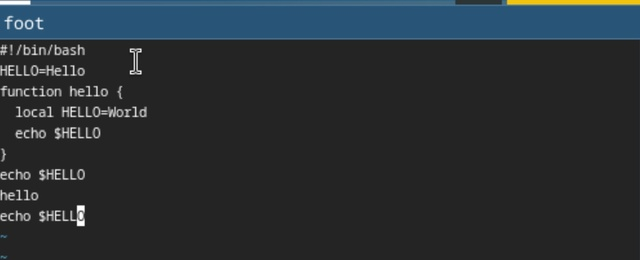 foot
#!/bin/bash
HELLO=Hello
function hello {
  local HELLO=World
  echo $HELLO
}
echo $HELLO
hello
echo $HELLO
~
~